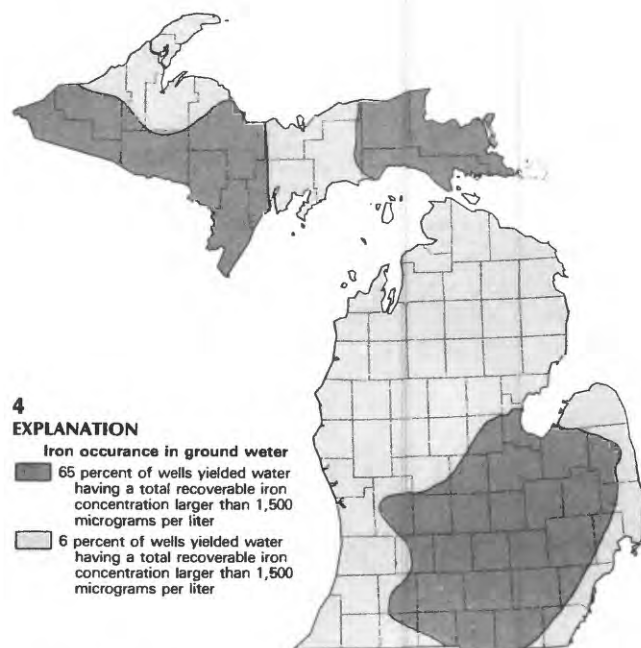 4
EXPLANATION
Iron occurance in ground weter
65 percent of wells yielded water
having a total recoverable iron
concentration larger than 1,500
micrograms per liter
6 percent of wells yielded water
having a total recoverable iron
concentration larger than 1,500
micrograms per liter